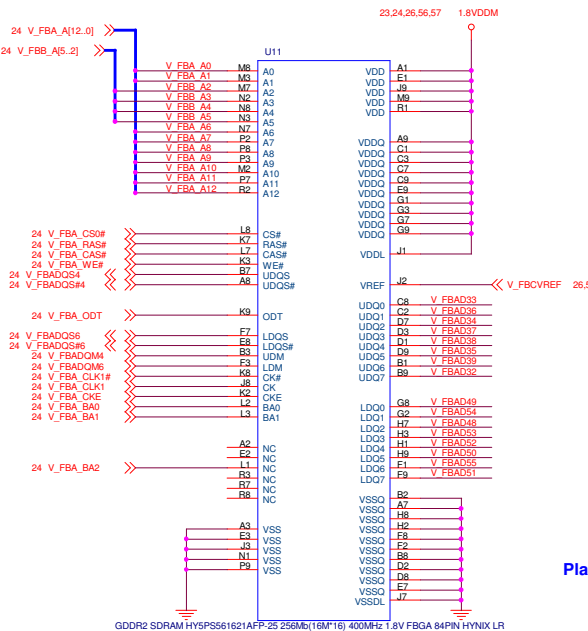 23,24,26,56,57 1.8VDDM
24 V_FBA_A[12..0]
24 V_FBB_A[5..2]
U11
V_FBA_A0 M8 A0 VDD A1
V_FBA_A1 M3 A1 VDD E1
V_FBB_A2 M7 A2 VDD J9
V_FBB_A3 N2 A3 VDD M9
V_FBB_A4 N8 A4 VDD R1
V_FBB_A5 N3 A5
V_FBA_A6 N7 A6
V_FBA_A7 P2 A7 VDDQ A9
V_FBA_A8 P8 A8 VDDQ C1
V_FBA_A9 P3 A9 VDDQ C3
V_FBA_A10 M2 A10 VDDQ C7
V_FBA_A11 P7 A11 VDDQ C9
V_FBA_A12 R2 A12 VDDQ E9
VDDQ G1
VDDQ G3
VDDQ G7
VDDQ G9
24 V_FBA_CS0# L8 CS#
24 V_FBA_RAS# K7 RAS#
24 V_FBA_CAS# L7 CAS# VDDL J1
24 V_FBA_WE# K3 WE#
24 V_FBADQS4 B7 UDQS
24 V_FBADQS#4 A8 UDQS# VREF J2 V_FBCVREF 26,5
UDQ0 C8 V_FBAD33
UDQ1 C2 V_FBAD36
24 V_FBA_ODT K9 ODT UDQ2 D7 V_FBAD34
UDQ3 D3 V_FBAD37
24 V_FBADQS6 F7 LDQS UDQ4 D1 V_FBAD38
24 V_FBADQS#6 E8 LDQS# UDQ5 D9 V_FBAD35
24 V_FBADQM4 B3 UDM UDQ6 B1 V_FBAD39
24 V_FBADQM6 F3 LDM UDQ7 B9 V_FBAD32
24 V_FBA_CLK1# K8 CK#
24 V_FBA_CLK1 J8 CK
24 V_FBA_CKE K2 CKE
24 V_FBA_BA0 L2 BA0 LDQ0 G8 V_FBAD49
24 V_FBA_BA1 L3 BA1 LDQ1 G2 V_FBAD54
LDQ2 H7 V_FBAD48
LDQ3 H3 V_FBAD53
A2 NC LDQ4 H1 V_FBAD52
E2 NC LDQ5 H9 V_FBAD50
24 V_FBA_BA2 L1 NC LDQ6 F1 V_FBAD55
R3 NC LDQ7 F9 V_FBAD51
R7 NC
R8 NC VSSQ B2
VSSQ A7
VSSQ H8
A3 VSS VSSQ H2
E3 VSS VSSQ F8
J3 VSS VSSQ F2
N1 VSS VSSQ B8
P9 VSS VSSQ D2
VSSQ D8
VSSQ E7
VSSDL J7
Pla
GDDR2 SDRAM HY5PS561621AFP-25 256Mb(16M*16) 400MHz 1.8V FBGA 84PIN HYNIX LR